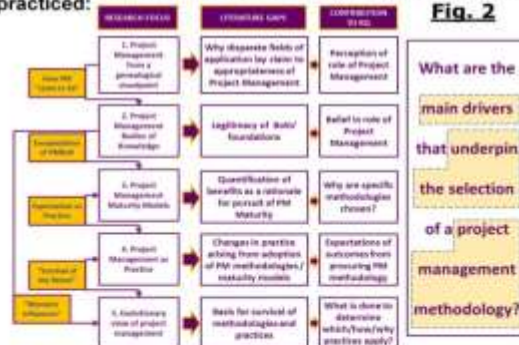 practiced:
RESEARCH FOCUS
LITERATURE GAPS
CONTRIBUTION
TO RQ
Fig. 2
1. Project
Management
from a
genealogical
standpoint
Why disparate fields of
application lay claim to
appropriateness of
Project Management
Perception of
role of Project
Management
2. Project
Management
Bodies of
Knowledge
Legitimacy of BoKs'
foundations
Belief in role of
Project
Management
3. Project
Management
Maturity Models
Quantification of
benefits as a rationale
for pursuit of PM
Maturity
Why are specific
methodologies
chosen?
4. Project
Management as
Practice
Changes in practice
arising from adoption
of PM methodologies/
maturity models
Expectations of
outcomes from
procuring PM
methodology
5. Evolutionary
view of project
management
Basis for survival of
methodologies and
practices
What is done to
determine
which/how/why
practices apply?
What are the
main drivers
that underpin
the selection
of a project
management
methodology?